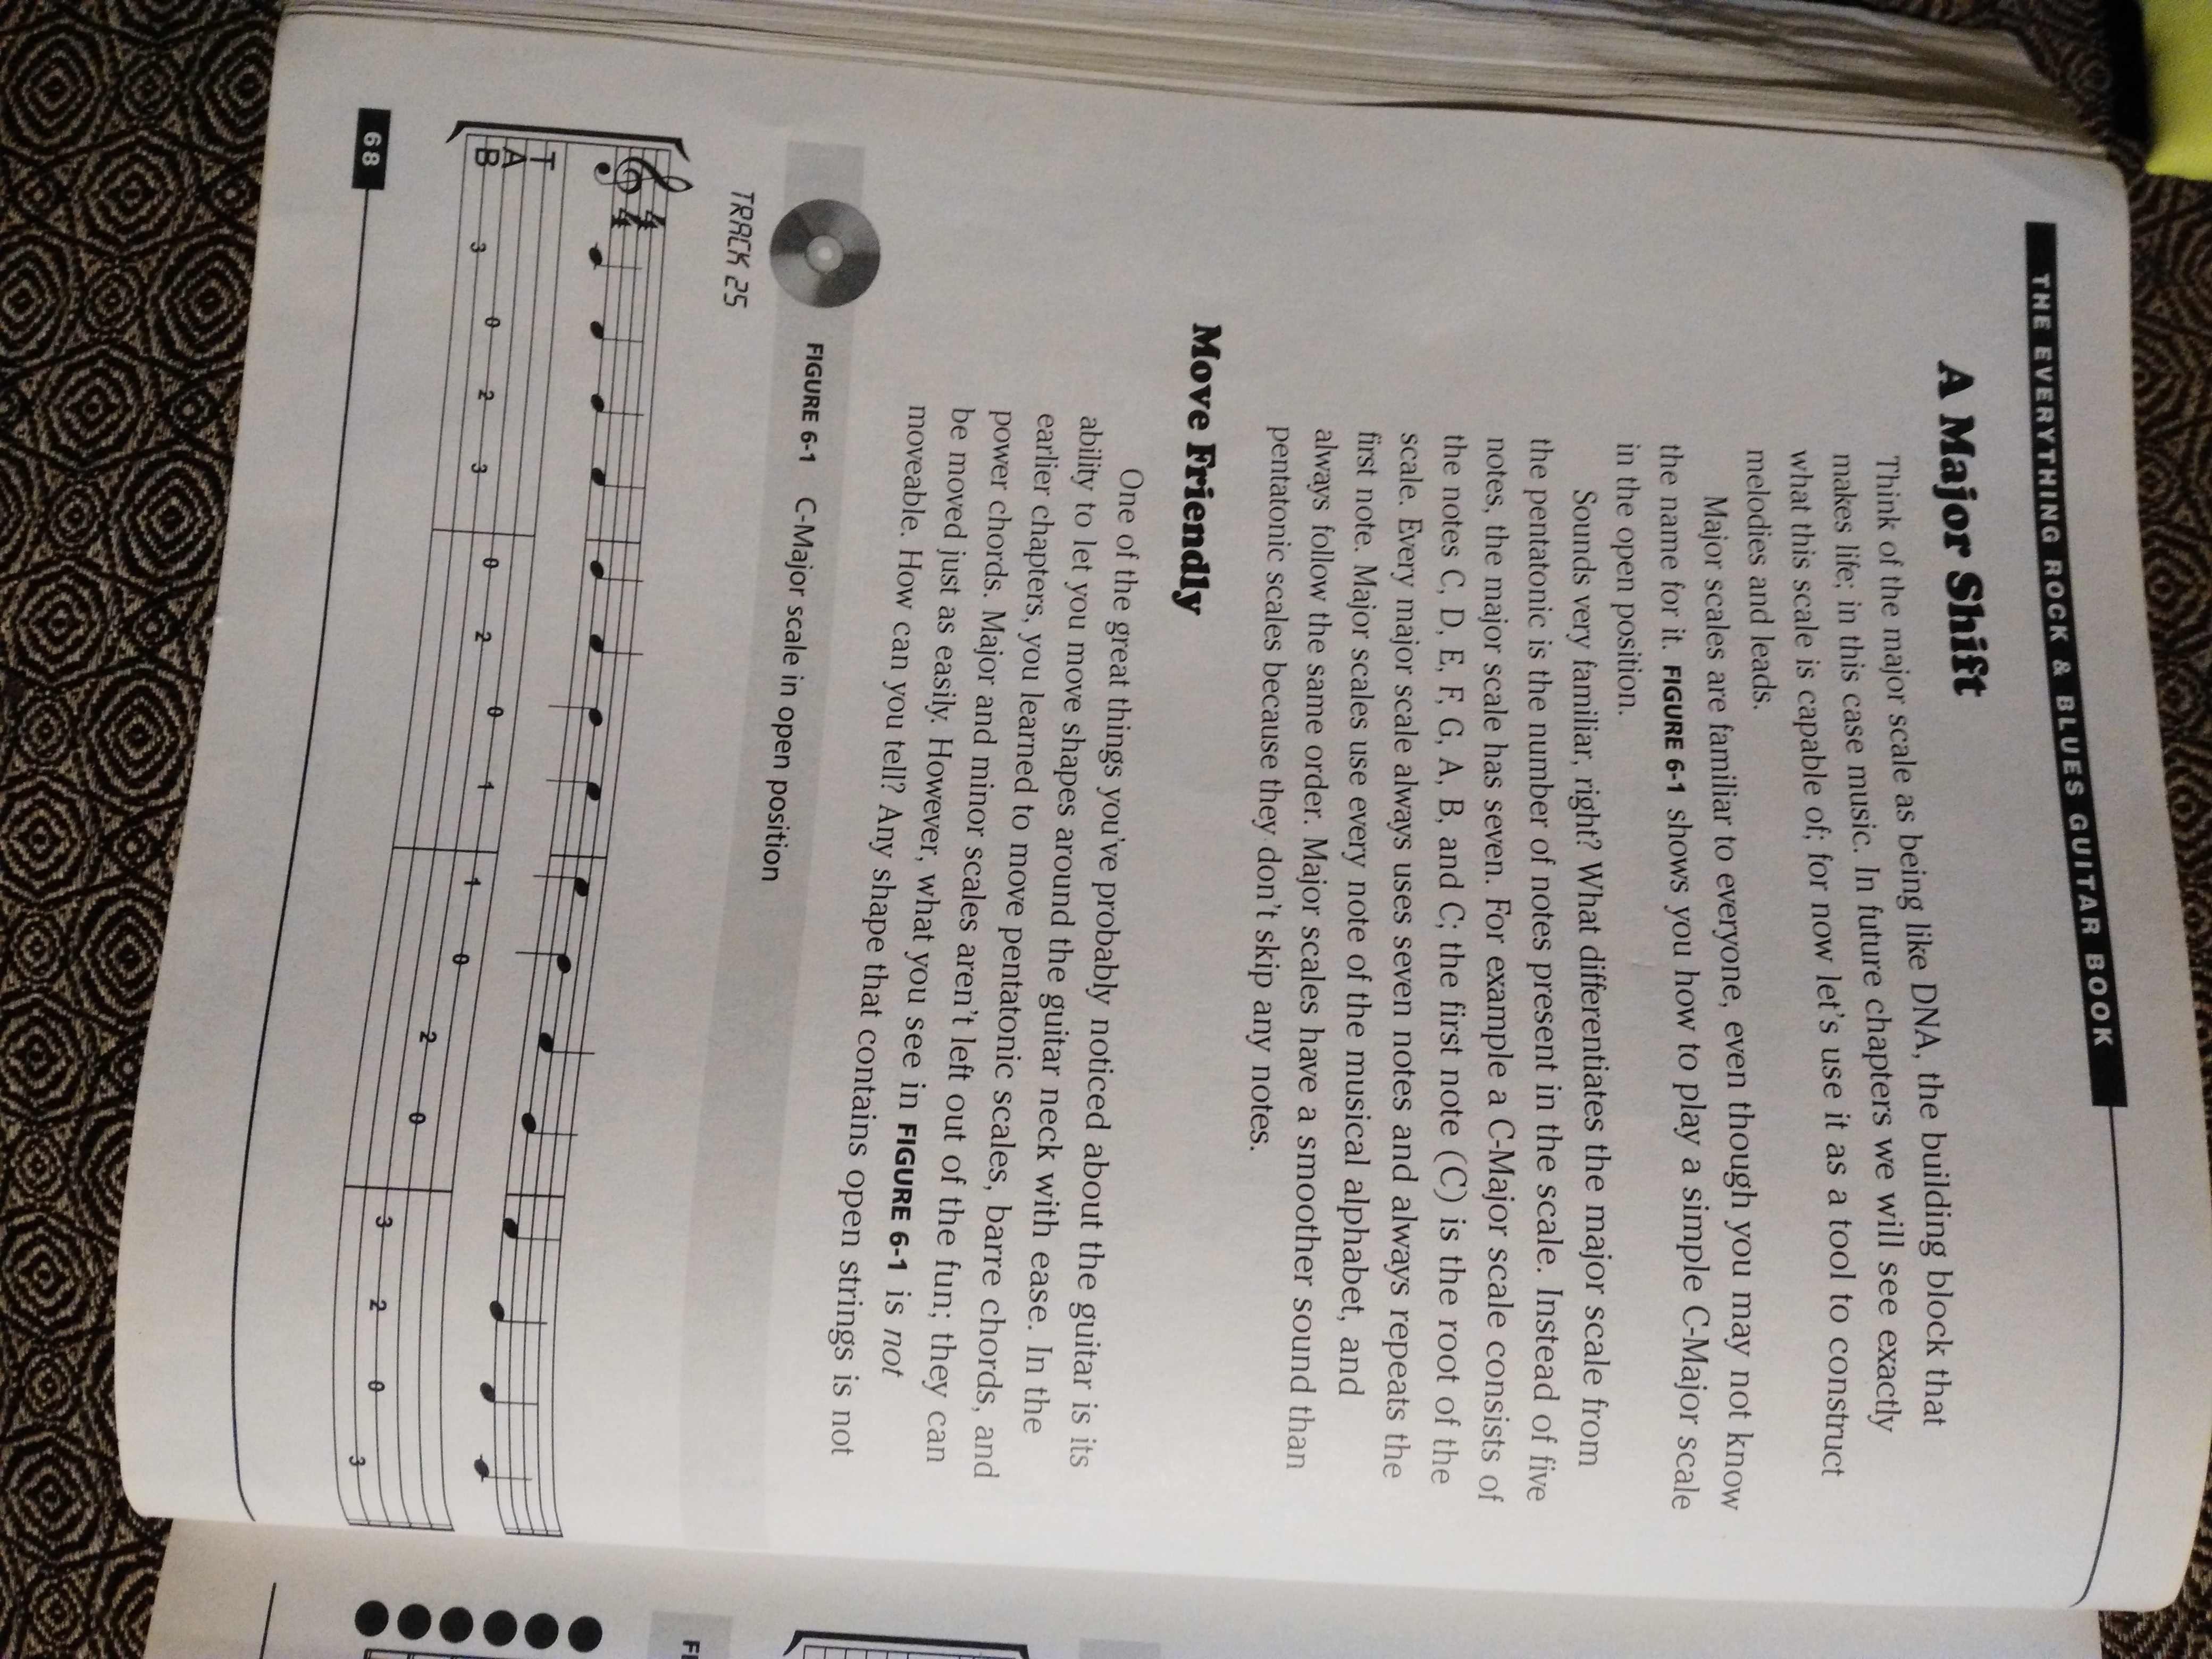 THE EVERYTHING ROCK & BLUES GUITAR BOOK
A Major Shift
Think of the major scale as being like DNA, the building block that
makes life; in this case music. In future chapters we will see exactly
what this scale is capable of; for now let's use it as a tool to construct
melodies and leads.
Major scales are familiar to everyone, even though you may not know
the name for it. FIGURE 6-1 shows you how to play a simple C-Major scale
in the open position.
Sounds very familiar, right? What differentiates the major scale from
the pentatonic is the number of notes present in the scale. Instead of five
notes, the major scale has seven. For example a C-Major scale consists of
the notes C, D, E, F, G, A, B, and C; the first note (C) is the root of the
scale. Every major scale always uses seven notes and always repeats the
first note. Major scales use every note of the musical alphabet, and
always follow the same order. Major scales have a smoother sound than
pentatonic scales because they don't skip any notes.
Move Friendly
One of the great things you've probably noticed about the guitar is its
ability to let you move shapes around the guitar neck with ease. In the
earlier chapters, you learned to move pentatonic scales, barre chords, and
power chords. Major and minor scales aren't left out of the fun; they can
be moved just as easily. However, what you see in FIGURE 6-1 is not
moveable. How can you tell? Any shape that contains open strings is not
FIGURE 6-1 C-Major scale in open position
TRACK 25
4
4
T
A
B
3 0 2 3 0 2 0 1 1 0 2 0 3 2 0 3
68